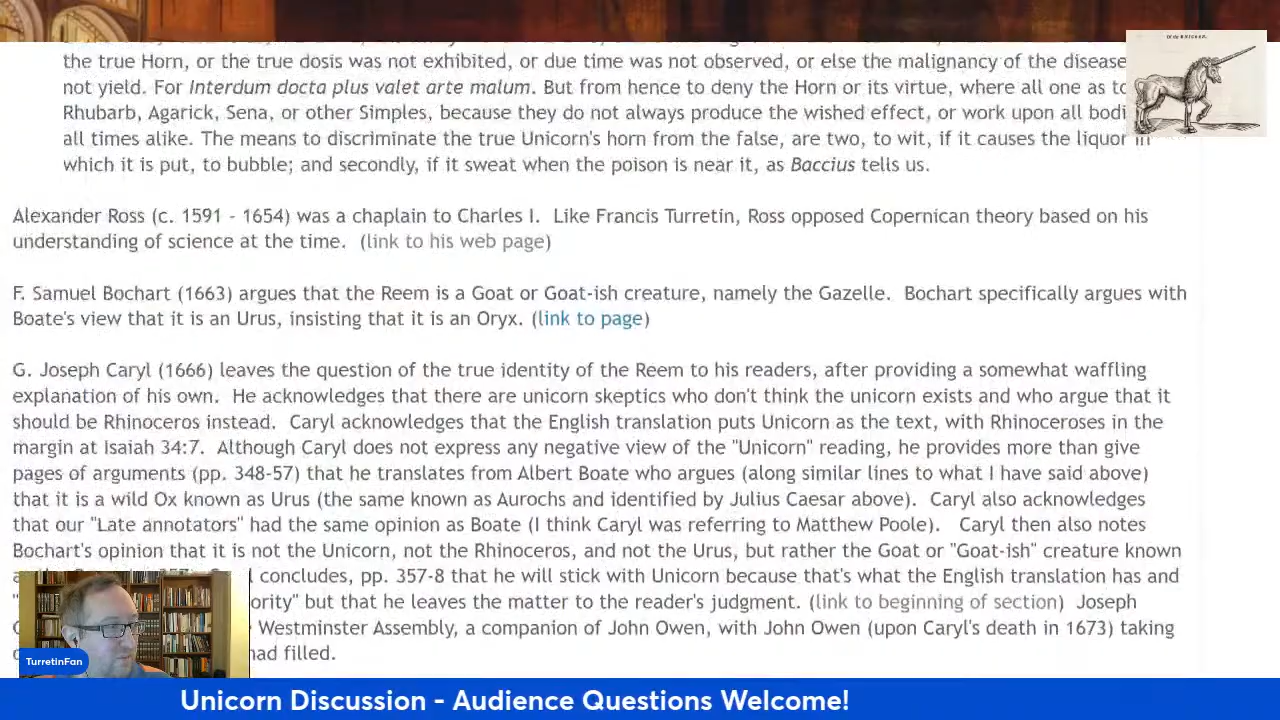 the true Horn, or the true dosis was not exhibited, or due time was not observed, or else the malignancy of the disease
not yield. For Interdum docta plus valet arte malum. But from hence to deny the Horn or its virtue, where all one as to
Rhubarb, Agarick, Sena, or other Simples, because they do not always produce the wished effect, or work upon all
all times alike. The means to discriminate the true Unicorn's horn from the false, are two, to wit, if it causes the liquor in
which it is put, to bubble; and secondly, if it sweat when the poison is near it, as Baccius tells us.
Alexander Ross (c. 1591 - 1654) was a chaplain to Charles I. Like Francis Turretin, Ross opposed Copernican theory based on his
understanding of science at the time. (link to his web page)
F. Samuel Bochart (1663) argues that the Reem is a Goat or Goat-ish creature, namely the Gazelle. Bochart specifically argues with
Boate's view that it is an Urus, insisting that it is an Oryx. (link to page)
G. Joseph Caryl (1666) leaves the question of the true identity of the Reem to his readers, after providing a somewhat waffling
explanation of his own. He acknowledges that there are unicorn skeptics who don't think the unicorn exists and who argue that it
should be Rhinoceros instead. Caryl acknowledges that the English translation puts Unicorn as the text, with Rhinoceroses in the
margin at Isaiah 34:7. Although Caryl does not express any negative view of the "Unicorn" reading, he provides more than give
pages of arguments (pp. 348-57) that he translates from Albert Boate who argues (along similar lines to what I have said above)
that it is a wild Ox known as Urus (the same known as Aurochs and identified by Julius Caesar above). Caryl also acknowledges
that our "Late annotators" had the same opinion as Boate (I think Caryl was referring to Matthew Poole). Caryl then also notes
Bochart's opinion that it is not the Unicorn, not the Rhinoceros, and not the Urus, but rather the Goat or "Goat-ish" creature known
concludes, pp. 357-8 that he will stick with Unicorn because that's what the English translation has and
ority" but that he leaves the matter to the reader's judgment. (link to beginning of section) Joseph
Westminster Assembly, a companion of John Owen, with John Owen (upon Caryl's death in 1673) taking
had filled.
TurretinFan
Unicorn Discussion - Audience Questions Welcome!